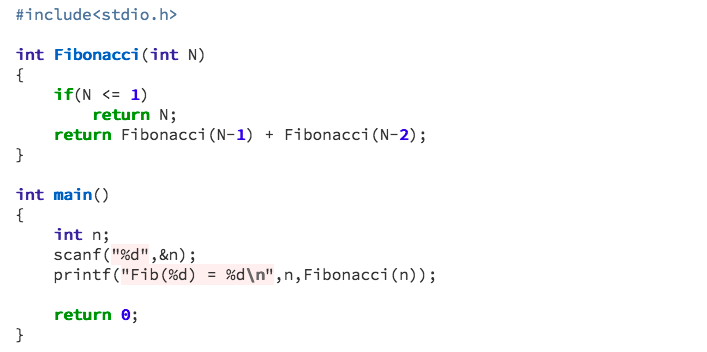 #include<stdio.h>
int Fibonacci(int N)
{
    if(N <= 1)
        return N;
    return Fibonacci(N-1) + Fibonacci(N-2);
}
int main()
{
    int n;
    scanf("%d",&n);
    printf("Fib(%d) = %d\n",n,Fibonacci(n));
    return 0;
}